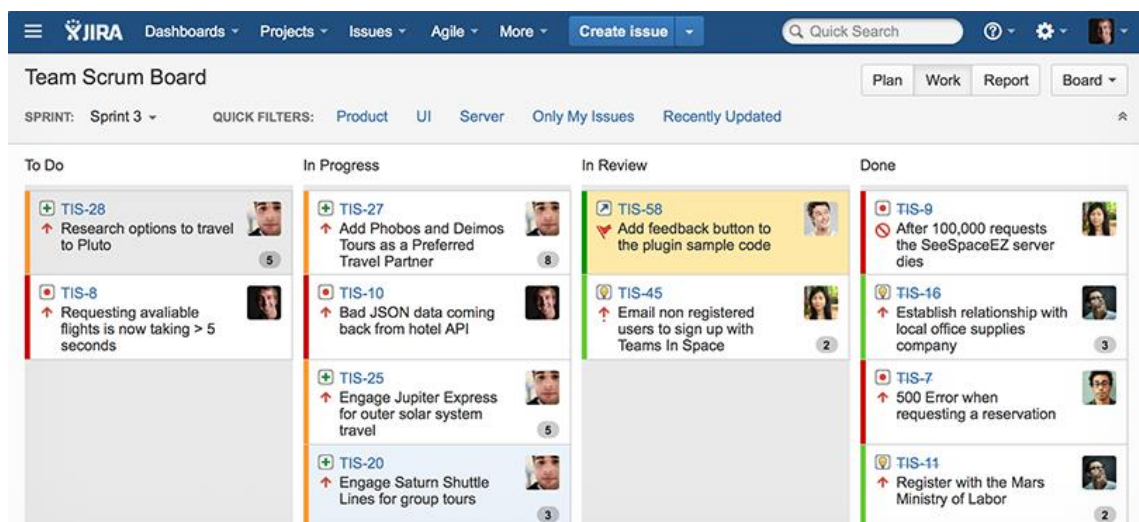 JIRA Dashboards Projects Issues Agile More Create issue Quick Search
Team Scrum Board
Plan Work Report Board
SPRINT: Sprint 3 QUICK FILTERS: Product UI Server Only My Issues Recently Updated
To Do
TIS-28
Research options to travel
to Pluto
5
TIS-8
Requesting avaliable
flights is now taking > 5
seconds
In Progress
TIS-27
Add Phobos and Deimos
Tours as a Preferred
Travel Partner
8
TIS-10
Bad JSON data coming
back from hotel API
TIS-25
Engage Jupiter Express
for outer solar system
travel
5
TIS-20
Engage Saturn Shuttle
Lines for group tours
3
In Review
TIS-58
Add feedback button to
the plugin sample code
TIS-45
Email non registered
users to sign up with
Teams In Space
2
Done
TIS-9
After 100,000 requests
the SeeSpaceEZ server
dies
TIS-16
Establish relationship with
local office supplies
company
3
TIS-7
500 Error when
requesting a reservation
TIS-11
Register with the Mars
Ministry of Labor
2